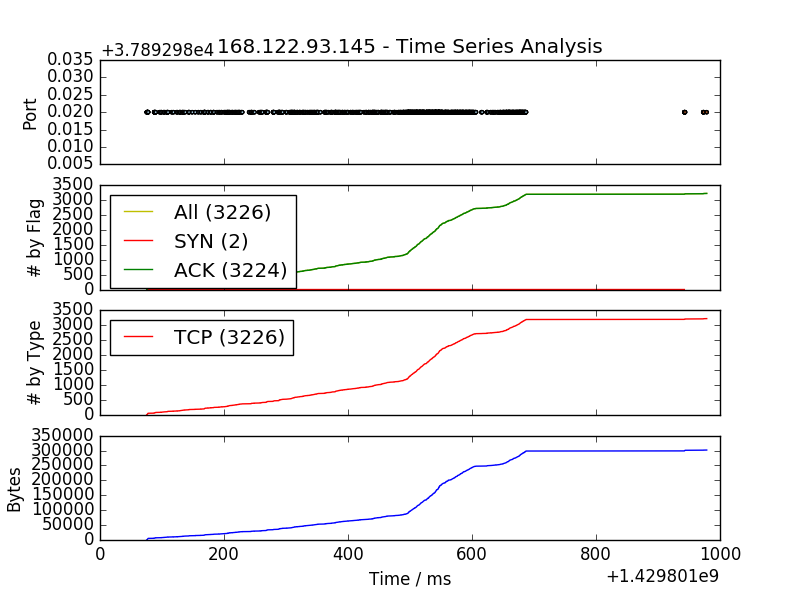 +3.789298e4
168.122.93.145 - Time Series Analysis
0.035
0.030
0.025
0.020
0.015
0.010
0.005
Port
3500
3000
2500
2000
1500
1000
500
0
# by Flag
All (3226)
SYN (2)
ACK (3224)
3500
3000
2500
2000
1500
1000
500
0
# by Type
TCP (3226)
350000
300000
250000
200000
150000
100000
50000
0
Bytes
0 200 400 600 800 1000
Time / ms
+1.429801e9